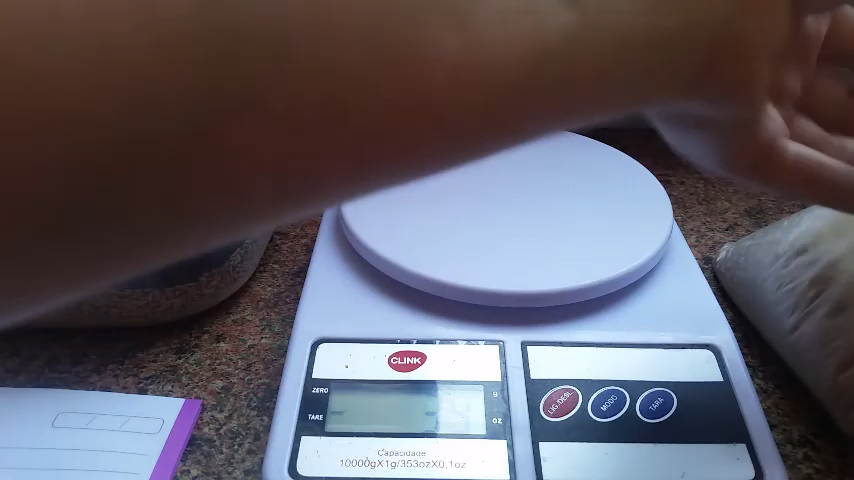 CLINK
ZERO
g
TARE
oz
Capacidade
10000gX1g/353ozX0.1oz
LIG/DESL
MODO
TARA